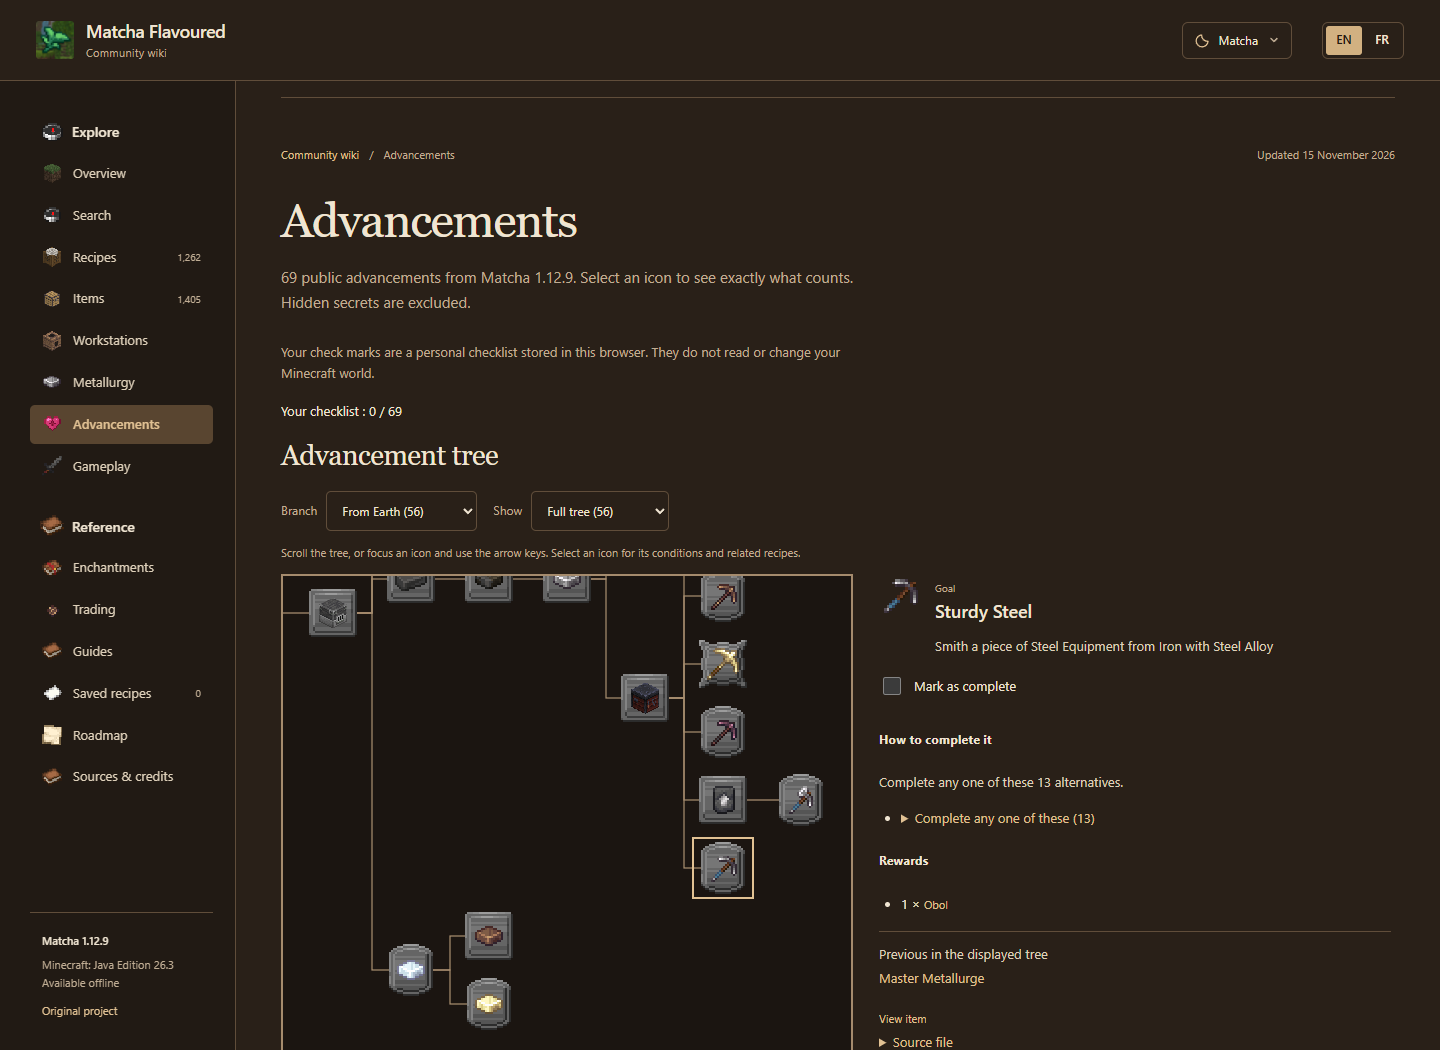 Matcha Flavoured
Community wiki
Matcha
EN
FR
Explore
Overview
Search
Recipes 1,262
Items 1,405
Workstations
Metallurgy
Advancements
Gameplay
Reference
Enchantments
Trading
Guides
Saved recipes 0
Roadmap
Sources & credits
Matcha 1.12.9
Minecraft: Java Edition 26.3
Available offline
Original project
Community wiki / Advancements
Updated 15 November 2026
Advancements
69 public advancements from Matcha 1.12.9. Select an icon to see exactly what counts.
Hidden secrets are excluded.
Your check marks are a personal checklist stored in this browser. They do not read or change your
Minecraft world.
Your checklist : 0 / 69
Advancement tree
Branch From Earth (56) Show Full tree (56)
Scroll the tree, or focus an icon and use the arrow keys. Select an icon for its conditions and related recipes.
Goal
Sturdy Steel
Smith a piece of Steel Equipment from Iron with Steel Alloy
Mark as complete
How to complete it
Complete any one of these 13 alternatives.
Complete any one of these (13)
Rewards
1 × Obol
Previous in the displayed tree
Master Metallurge
View item
Source file